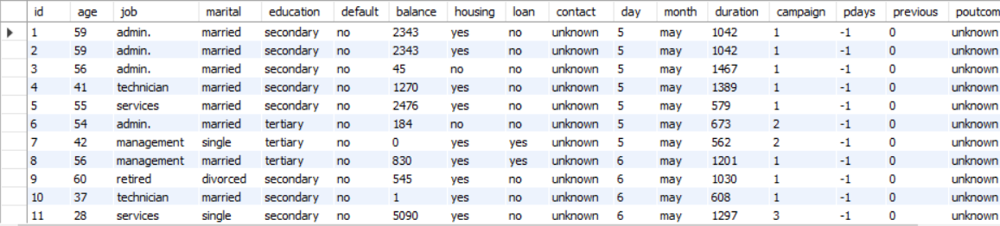 id age job marital education default balance housing loan contact day month duration campaign pdays previous poutcom
1 59 admin. married secondary no 2343 yes no unknown 5 may 1042 1 -1 0 unknown
2 59 admin. married secondary no 2343 yes no unknown 5 may 1042 1 -1 0 unknown
3 56 admin. married secondary no 45 no no unknown 5 may 1467 1 -1 0 unknown
4 41 technician married secondary no 1270 yes no unknown 5 may 1389 1 -1 0 unknown
5 55 services married secondary no 2476 yes no unknown 5 may 579 1 -1 0 unknown
6 54 admin. married tertiary no 184 no no unknown 5 may 673 2 -1 0 unknown
7 42 management single tertiary no 0 yes yes unknown 5 may 562 2 -1 0 unknown
8 56 management married tertiary no 830 yes yes unknown 6 may 1201 1 -1 0 unknown
9 60 retired divorced secondary no 545 yes no unknown 6 may 1030 1 -1 0 unknown
10 37 technician married secondary no 1 yes no unknown 6 may 608 1 -1 0 unknown
11 28 services single secondary no 5090 yes no unknown 6 may 1297 3 -1 0 unknown